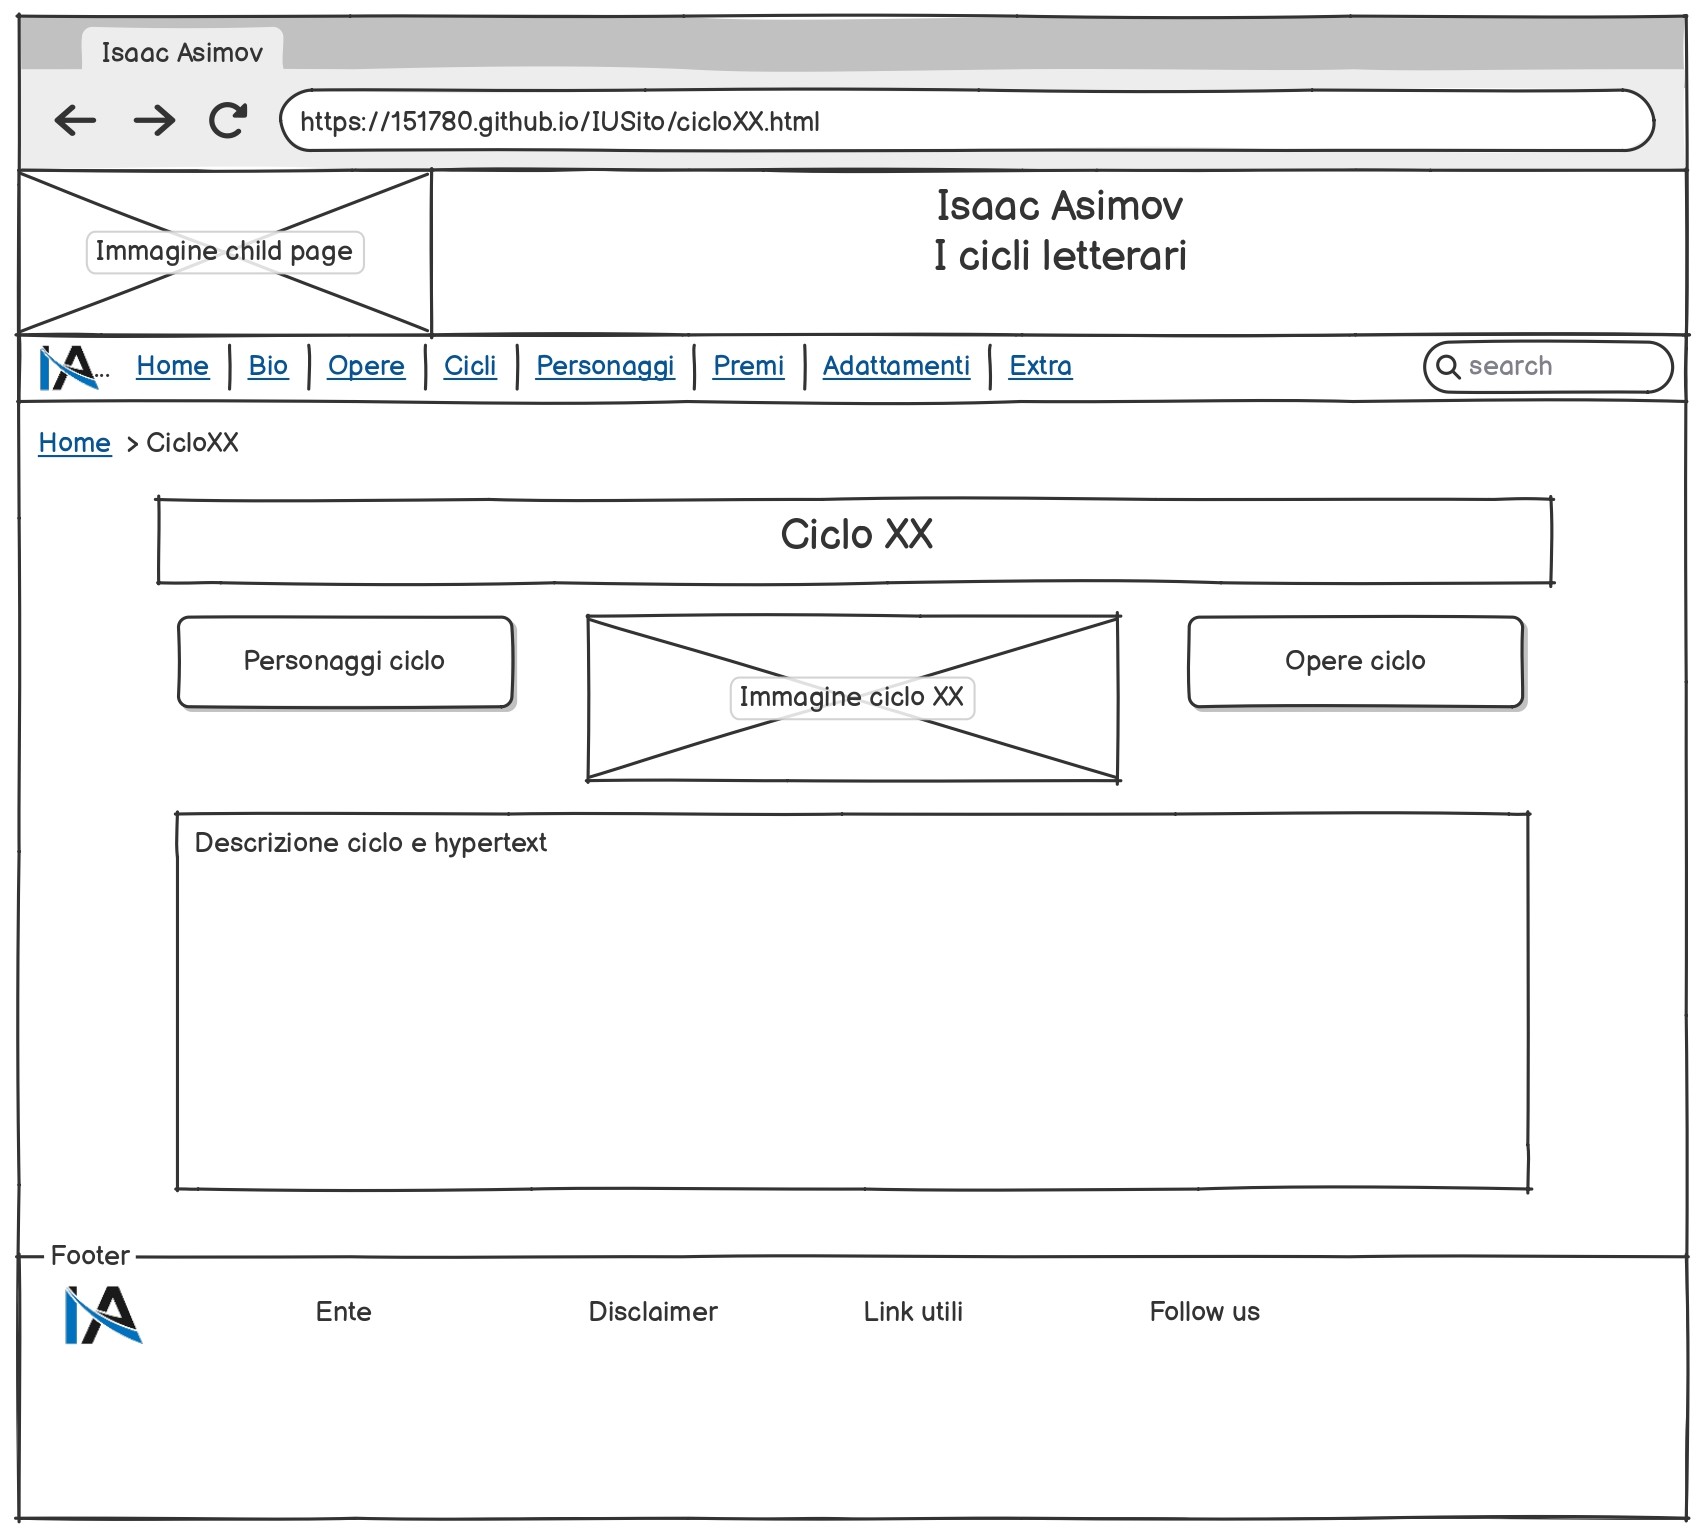 Isaac Asimov
https://151780.github.io/IUSito/cicloXX.html
Immagine child page
Isaac Asimov
I cicli letterari
IA... Home Bio Opere Cicli Personaggi Premi Adattamenti Extra search
Home > CicloXX
Ciclo XX
Personaggi ciclo
Immagine ciclo XX
Opere ciclo
Descrizione ciclo e hypertext
Footer
IA Ente Disclaimer Link utili Follow us